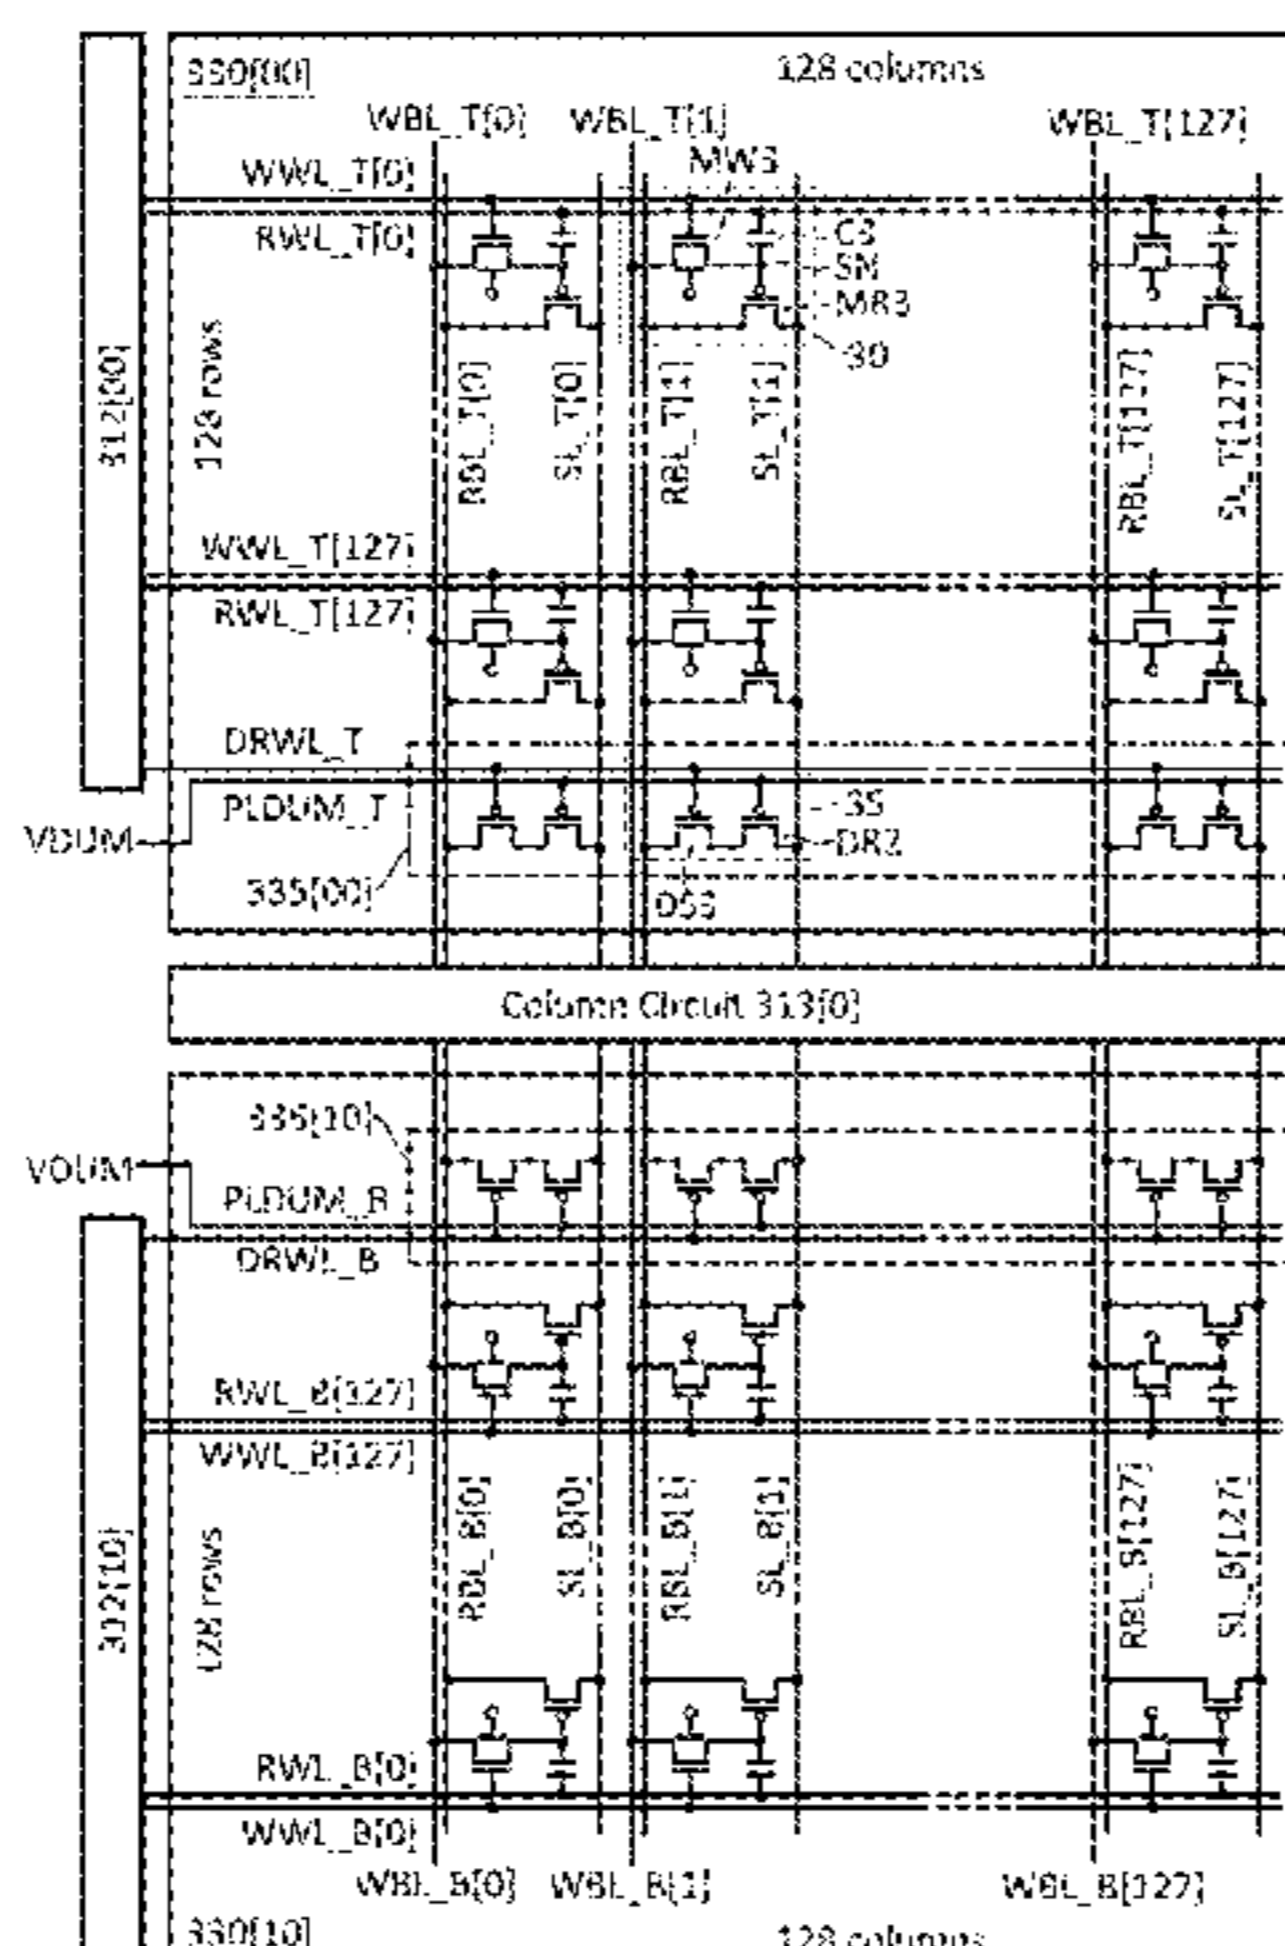 330[00]
128 columns
WBL_T[0] WBL_T[1] WBL_T[127]
MW3
WWL_T[0]
RWL_T[0]
CS
SN
MR3
30
312[00]
128 rows
RBL_T[0]
SL_T[0]
RBL_T[1]
SL_T[1]
RBL_T[127]
SL_T[127]
WWL_T[127]
RWL_T[127]
DRWL_T
PLDUM_T
VDUM
35
DR2
335[00]
DS3
Column Circuit 313[0]
335[10]
VDUM
PLDUM_B
DRWL_B
RWL_B[127]
WWL_B[127]
312[10]
128 rows
RBL_B[0]
SL_B[0]
RBL_B[1]
SL_B[1]
RBL_B[127]
SL_B[127]
RWL_B[0]
WWL_B[0]
WBL_B[0] WBL_B[1] WBL_B[127]
330[10]
128 columns